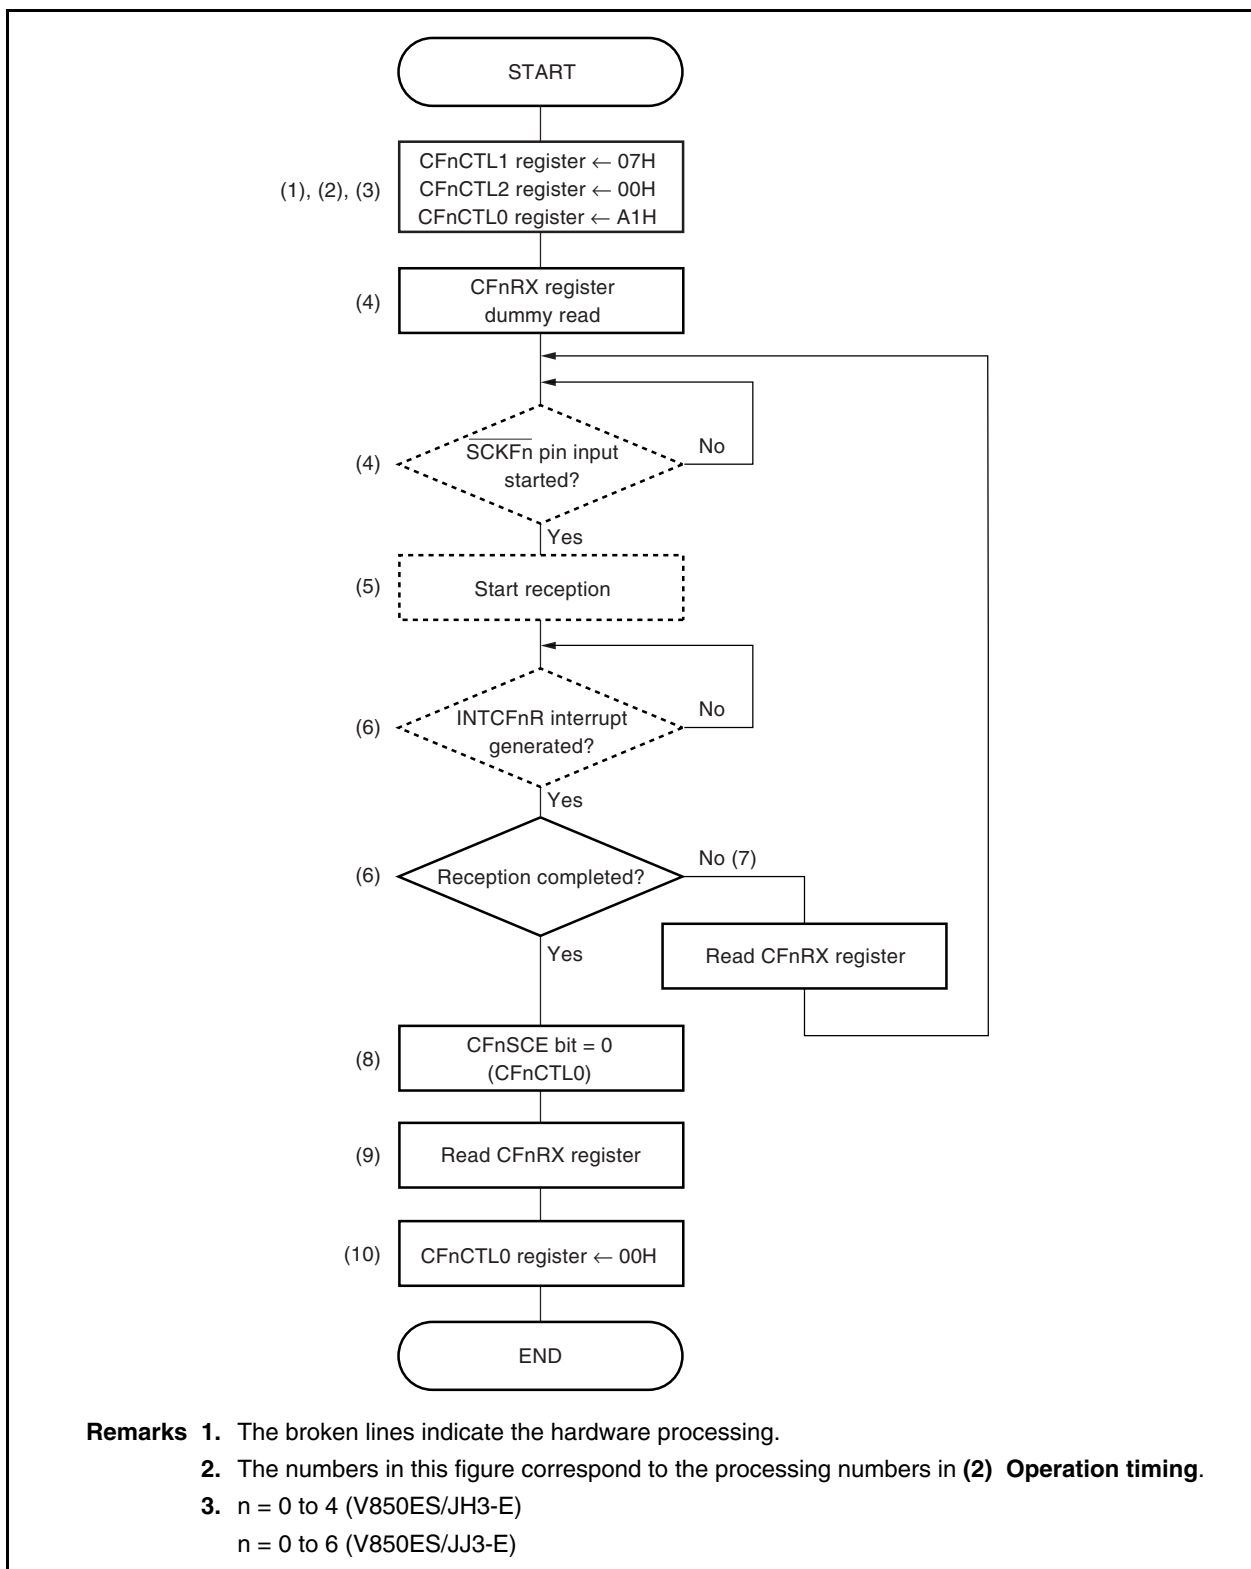 START
(1), (2), (3)
CFnCTL1 register ← 07H
CFnCTL2 register ← 00H
CFnCTL0 register ← A1H
(4)
CFnRX register
dummy read
(4)
SCKFn pin input
started?
No
Yes
(5)
Start reception
(6)
INTCFnR interrupt
generated?
No
Yes
(6)
Reception completed?
No (7)
Yes
Read CFnRX register
(8)
CFnSCE bit = 0
(CFnCTL0)
(9)
Read CFnRX register
(10)
CFnCTL0 register ← 00H
END
Remarks 1. The broken lines indicate the hardware processing.
2. The numbers in this figure correspond to the processing numbers in (2) Operation timing.
3. n = 0 to 4 (V850ES/JH3-E)
n = 0 to 6 (V850ES/JJ3-E)